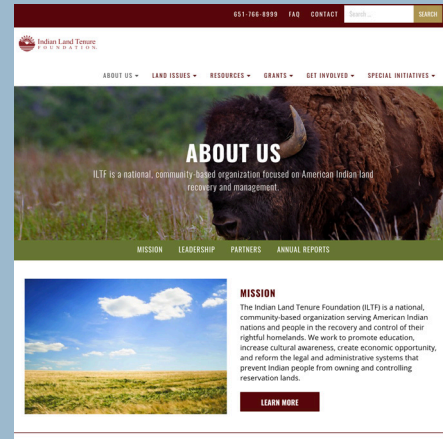 651-766-8999 FAQ CONTACT Search... SEARCH
Indian Land Tenure
FOUNDATION
ABOUT US LAND ISSUES RESOURCES GRANTS GET INVOLVED SPECIAL INITIATIVES
ABOUT US
ILTF is a national, community-based organization focused on American Indian land
recovery and management.
MISSION LEADERSHIP PARTNERS ANNUAL REPORTS
MISSION
The Indian Land Tenure Foundation (ILTF) is a national,
community-based organization serving American Indian
nations and people in the recovery and control of their
rightful homelands. We work to promote education,
increase cultural awareness, create economic opportunity,
and reform the legal and administrative systems that
prevent Indian people from owning and controlling
reservation lands.
LEARN MORE